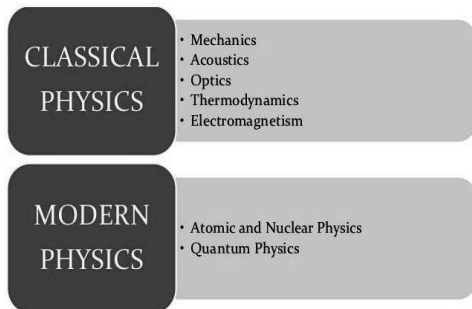 CLASSICAL
PHYSICS
• Mechanics
• Acoustics
• Optics
• Thermodynamics
• Electromagnetism
MODERN
PHYSICS
• Atomic and Nuclear Physics
• Quantum Physics